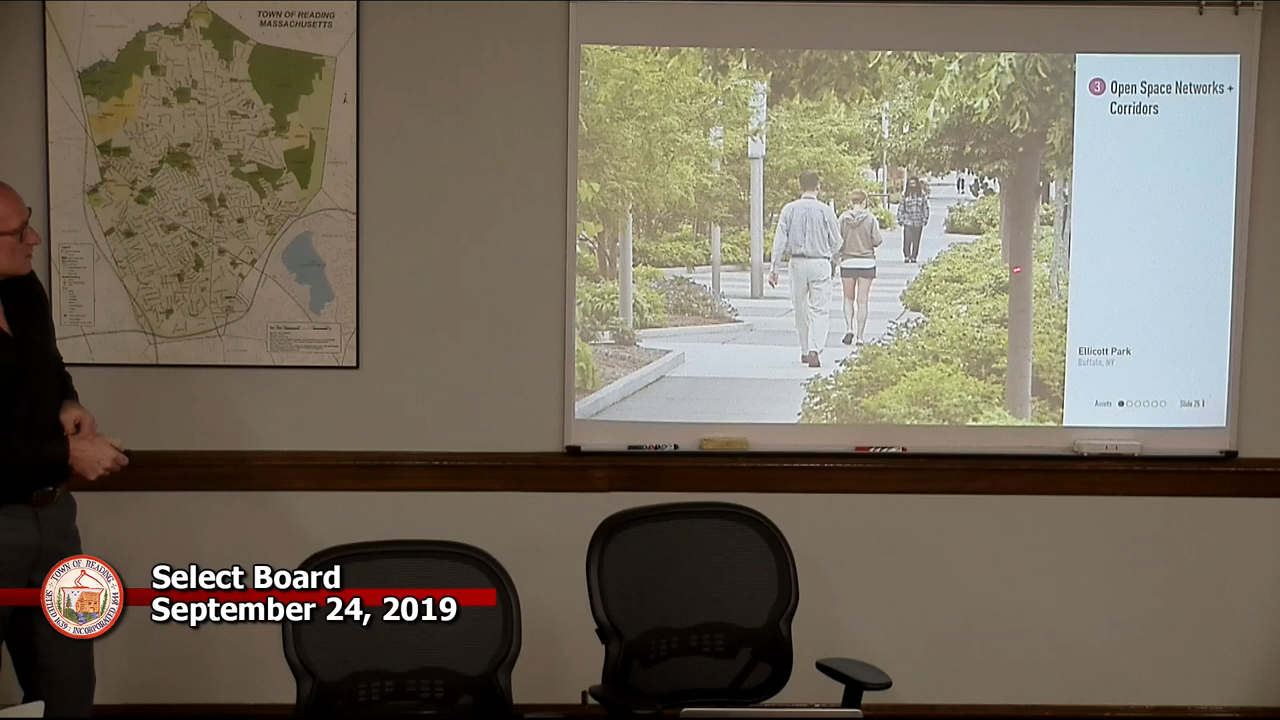 TOWN OF READING
MASSACHUSETTS
3 Open Space Networks +
Corridors
Ellicott Park
Buffalo, NY
Assets
Slide 25
Select Board
September 24, 2019
TOWN OF READING
SETTLED 1639 INCORPORATED 1644